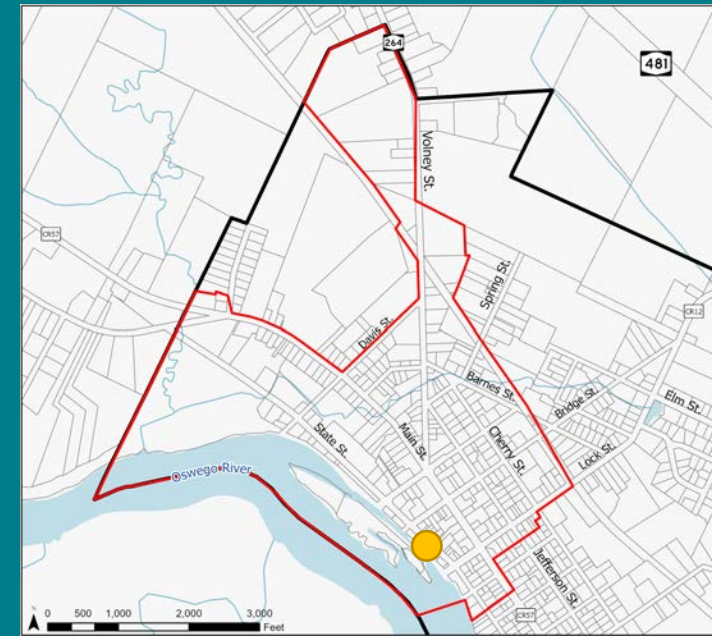 264
481
Volney St.
CR57
Spring St.
CR12
Davis St.
Barnes St.
Bridge St.
Elm St.
State St.
Main St.
Cherry St.
Lock St.
Oswego River
Jefferson St.
CR57
N
0 500 1,000 2,000 3,000
Feet